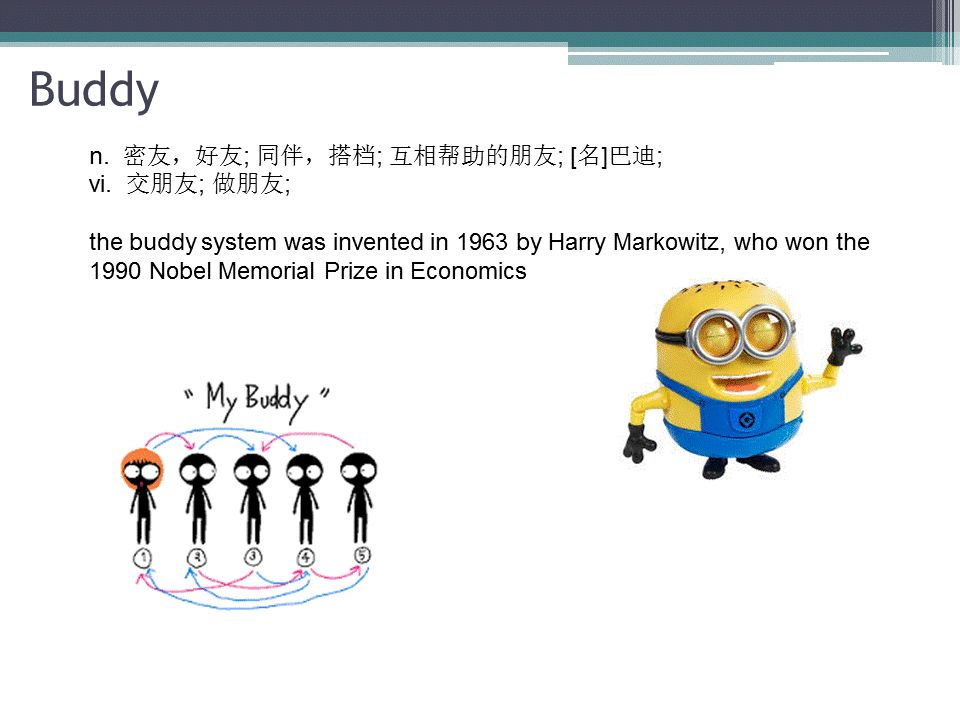 Buddy
n. 密友，好友; 同伴，搭档; 互相帮助的朋友; [名]巴迪;
vi. 交朋友; 做朋友;
the buddy system was invented in 1963 by Harry Markowitz, who won the
1990 Nobel Memorial Prize in Economics
“ My Buddy ”
1 2 3 4 5